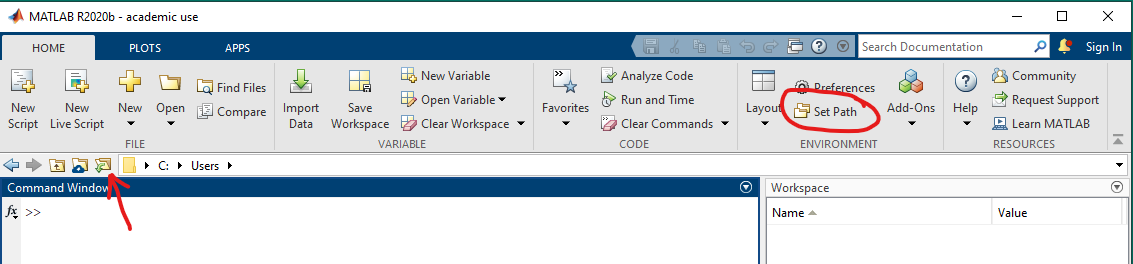 MATLAB R2020b - academic use
HOME PLOTS APPS Search Documentation Sign In
New Script
New Live Script
New
Open
Find Files
Compare
FILE
Import Data
Save Workspace
New Variable
Open Variable
Clear Workspace
VARIABLE
Favorites
Analyze Code
Run and Time
Clear Commands
CODE
Layout
Preferences
Set Path
Add-Ons
ENVIRONMENT
Help
Community
Request Support
Learn MATLAB
RESOURCES
C: Users
Command Window
fx >>
Workspace
Name Value